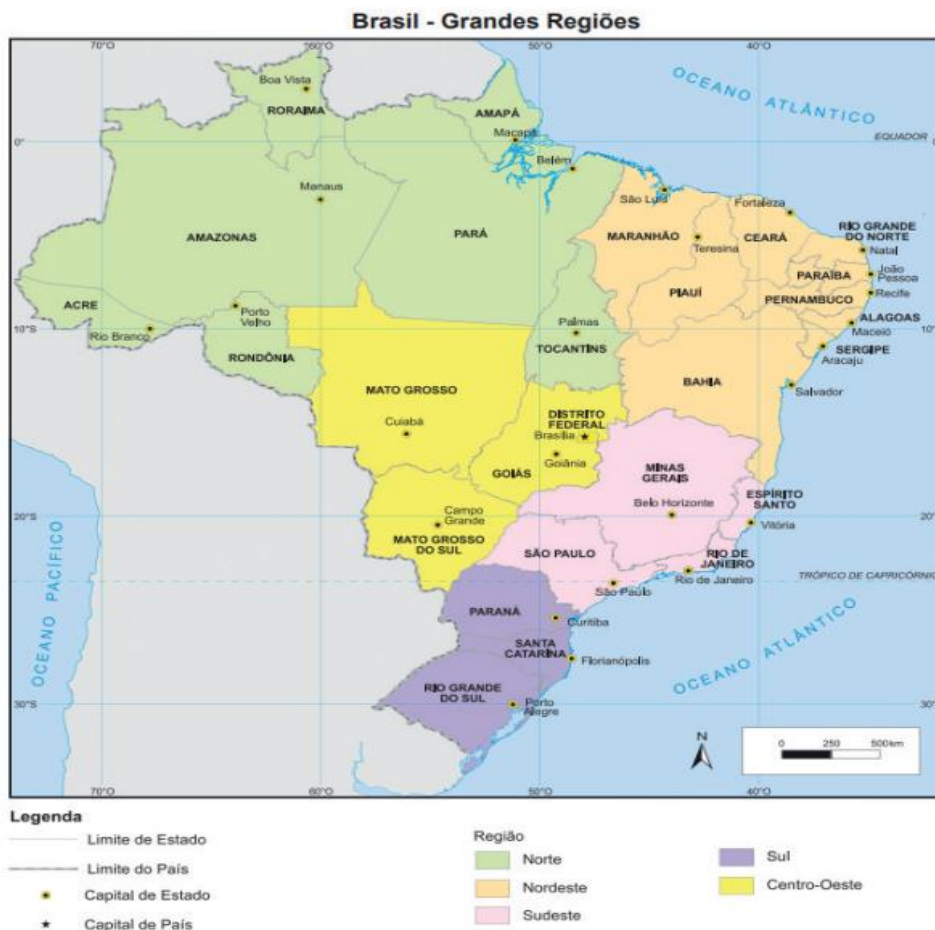 Brasil - Grandes Regiões
70°O
60°O
50°O
40°O
OCEANO ATLÂNTICO
Boa Vista
RORAIMA
AMAPÁ
Macapá
EQUADOR
0°
0°
Belém
São Luís
Fortaleza
Manaus
AMAZONAS
PARÁ
MARANHÃO
Teresina
CEARÁ
RIO GRANDE
DO NORTE
Natal
PARAÍBA
João
Pessoa
ACRE
PIAUÍ
PERNAMBUCO
Recife
Porto
Velho
Rio Branco
10°S
10°
Palmas
TOCANTINS
ALAGOAS
Maceió
SERGIPE
Aracaju
RONDÔNIA
MATO GROSSO
BAHIA
Salvador
Cuiabá
DISTRITO
FEDERAL
Brasília
GOIÁS
Goiânia
MINAS
GERAIS
Belo Horizonte
ESPÍRITO
SANTO
Vitória
20°S
20°
Campo
Grande
MATO GROSSO
DO SUL
SÃO PAULO
RIO DE
JANEIRO
Rio de Janeiro
São Paulo
TRÓPICO DE CAPRICÓRNIO
OCEANO PACÍFICO
PARANÁ
Curitiba
SANTA
CATARINA
Florianópolis
OCEANO ATLÂNTICO
RIO GRANDE
DO SUL
Porto
Alegre
30°S
30°
N
0 250 500km
70°O
60°O
50°O
40°O
Legenda
Limite de Estado
Limite do País
Capital de Estado
Capital de País
Região
Norte
Nordeste
Sudeste
Sul
Centro-Oeste